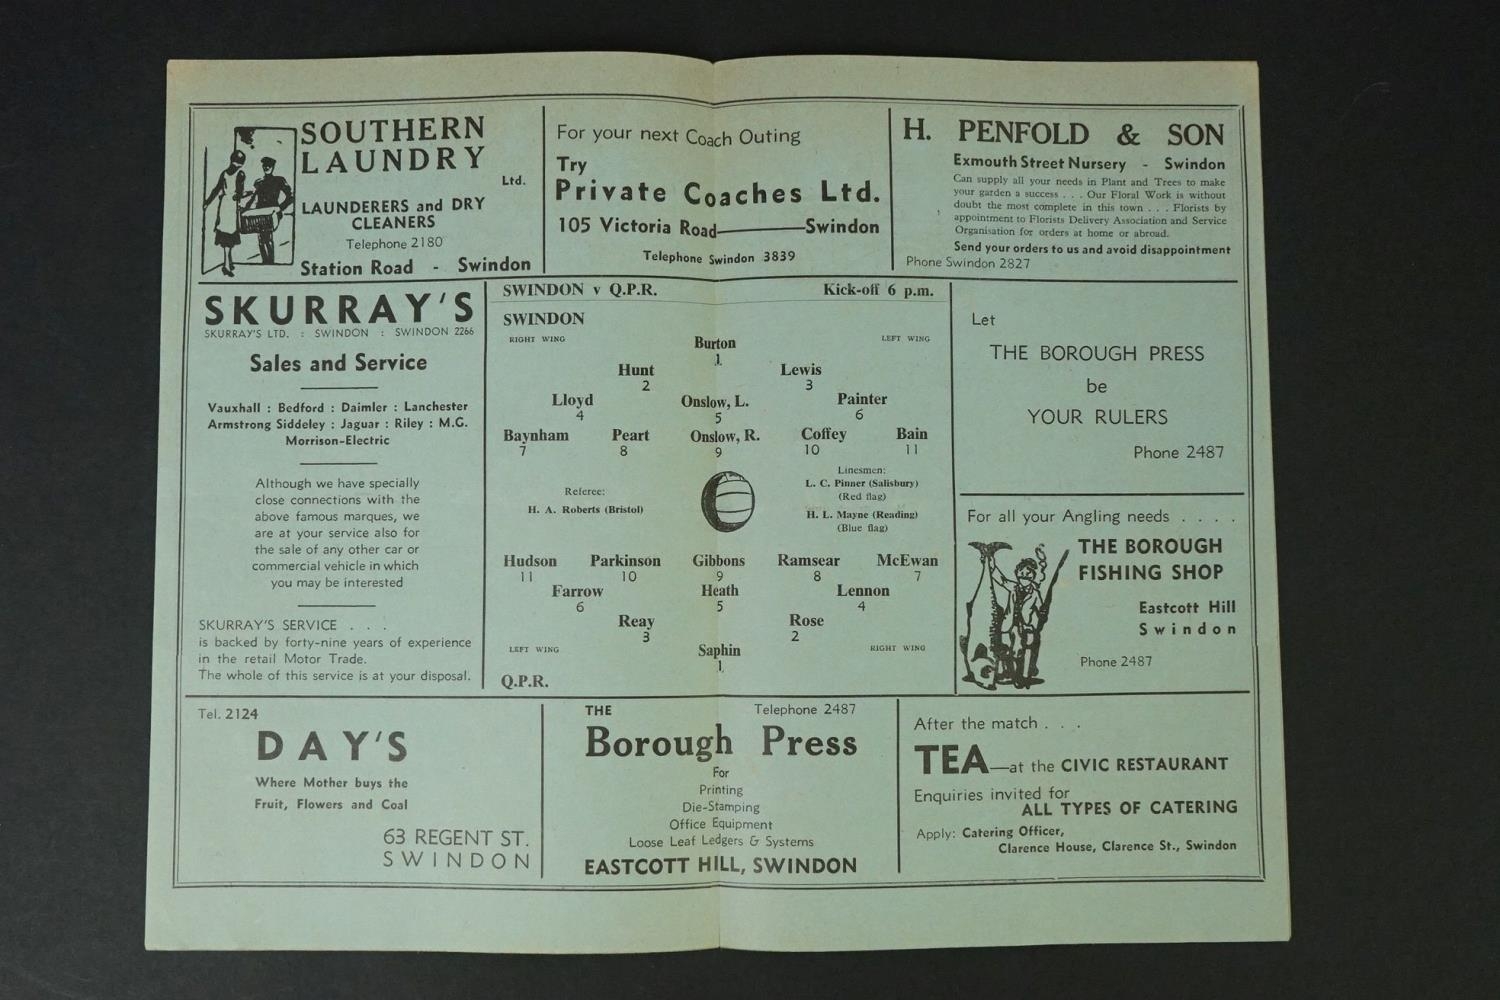 SOUTHERN
LAUNDRY
Ltd.
LAUNDERERS and DRY
CLEANERS
Telephone 2180
Station Road - Swindon
For your next Coach Outing
Try
Private Coaches Ltd.
105 Victoria Road Swindon
Telephone Swindon 3839
H. PENFOLD & SON
Exmouth Street Nursery - Swindon
Can supply all your needs in Plant and Trees to make
your garden a success . . . Our Floral Work is without
doubt the most complete in this town . . . Florists by
appointment to Florists Delivery Association and Service
Organisation for orders at home or abroad.
Send your orders to us and avoid disappointment
Phone Swindon 2827
SKURRAY'S
SKURRAY'S LTD. : SWINDON : SWINDON 2266
Sales and Service
Vauxhall : Bedford : Daimler : Lanchester
Armstrong Siddeley : Jaguar : Riley : M.G.
Morrison-Electric
Although we have specially
close connections with the
above famous marques, we
are at your service also for
the sale of any other car or
commercial vehicle in which
you may be interested
SKURRAY'S SERVICE . . .
is backed by forty-nine years of experience
in the retail Motor Trade.
The whole of this service is at your disposal.
SWINDON v Q.P.R. Kick-off 6 p.m.
SWINDON
RIGHT WING LEFT WING
Burton
1
Hunt Lewis
2 3
Lloyd Onslow, L. Painter
4 5 6
Baynham Peart Onslow, R. Coffey Bain
7 8 9 10 11
Referee:
H. A. Roberts (Bristol)
Linesmen:
L. C. Pinner (Salisbury)
(Red flag)
H. L. Mayne (Reading)
(Blue flag)
Hudson Parkinson Gibbons Ramsear McEwan
11 10 9 8 7
Farrow Heath Lennon
6 5 4
Reay Rose
3 2
LEFT WING Saphin RIGHT WING
1
Q.P.R.
Let
THE BOROUGH PRESS
be
YOUR RULERS
Phone 2487
For all your Angling needs . . . .
THE BOROUGH
FISHING SHOP
Eastcott Hill
Swindon
Phone 2487
Tel. 2124
DAY'S
Where Mother buys the
Fruit, Flowers and Coal
63 REGENT ST.
SWINDON
THE Telephone 2487
Borough Press
For
Printing
Die-Stamping
Office Equipment
Loose Leaf Ledgers & Systems
EASTCOTT HILL, SWINDON
After the match . . .
TEA—at the CIVIC RESTAURANT
Enquiries invited for
ALL TYPES OF CATERING
Apply: Catering Officer,
Clarence House, Clarence St., Swindon